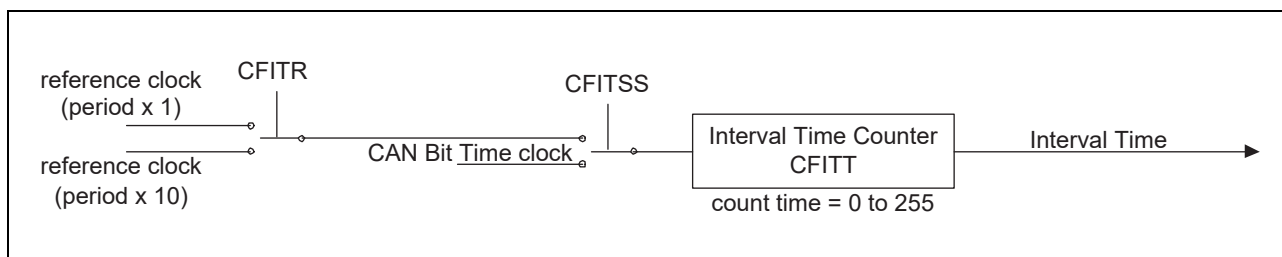 reference clock
(period x 1)
CFITR
reference clock
(period x 10)
CAN Bit Time clock
CFITSS
Interval Time Counter
CFITT
count time = 0 to 255
Interval Time